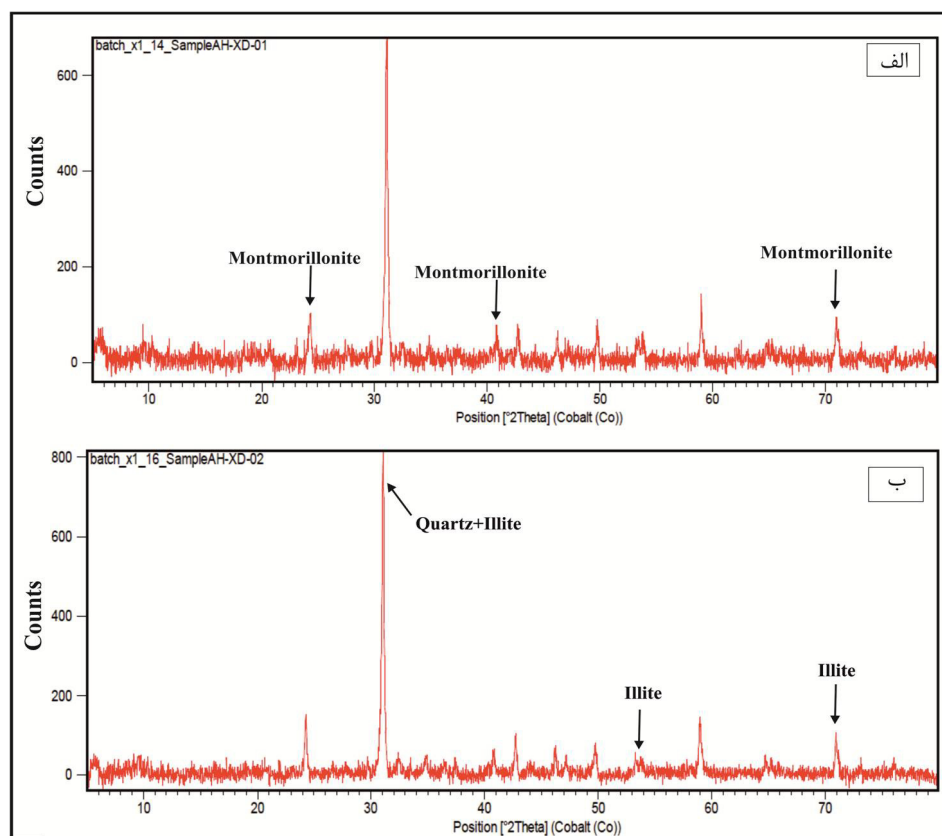 batch_x1_14_SampleAH-XD-01
الف
600
400
200
0
Counts
Montmorillonite
Montmorillonite
Montmorillonite
10 20 30 40 50 60 70
Position [°2Theta] (Cobalt (Co))
batch_x1_16_SampleAH-XD-02
ب
800
600
400
200
0
Counts
Quartz+Illite
Illite
Illite
10 20 30 40 50 60 70
Position [°2Theta] (Cobalt (Co))